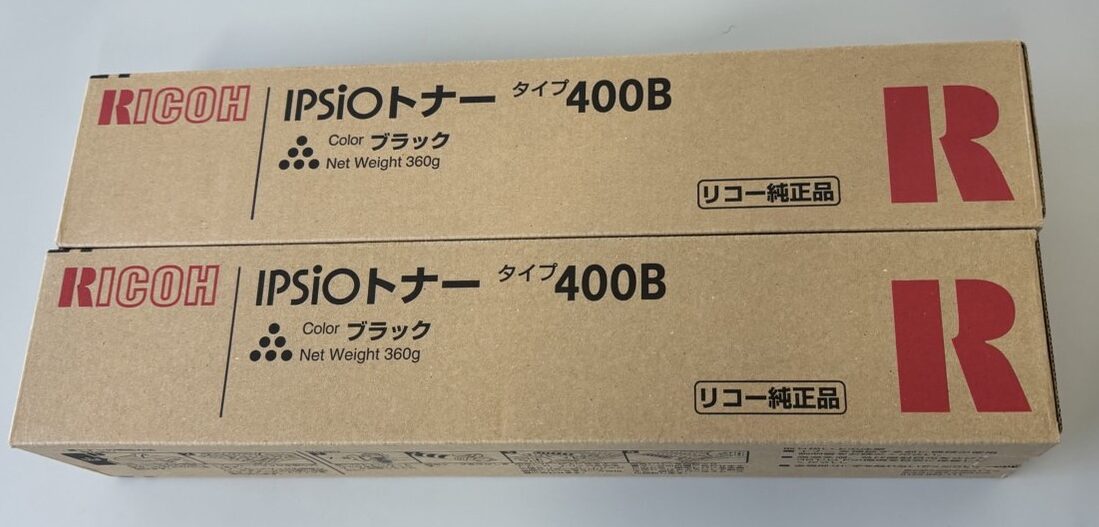 RICOH
IPSiOトナー タイプ400B
Color ブラック
Net Weight 360g
リコー純正品
R
RICOH
IPSiOトナー タイプ400B
Color ブラック
Net Weight 360g
リコー純正品
R